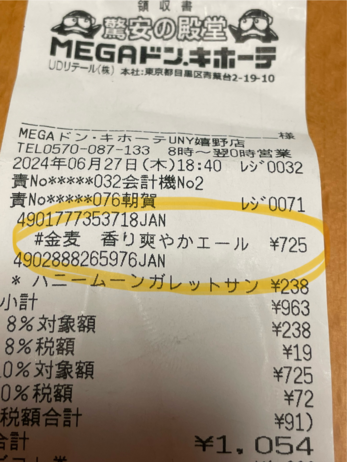 領収書
驚安の殿堂
MEGAドン.キホーテ
UDリテール(株) 本社:東京都目黒区青葉台2-19-10
様
MEGAドン・キホーテUNY嬉野店
TEL0570-087-133 8時～翌0時営業
2024年06月27日(木)18:40 レジ0032
責No*****032会計機No2
責No*****076朝賀 レジ0071
4901777353718JAN
#金麦 香り爽やかエール ¥725
4902888265976JAN
* ハニームーンガレットサン ¥238
小計 ¥963
8%対象額 ¥238
8%税額 ¥19
10%対象額 ¥725
10%税額 ¥72
税額合計 ¥91)
合計 ¥1,054